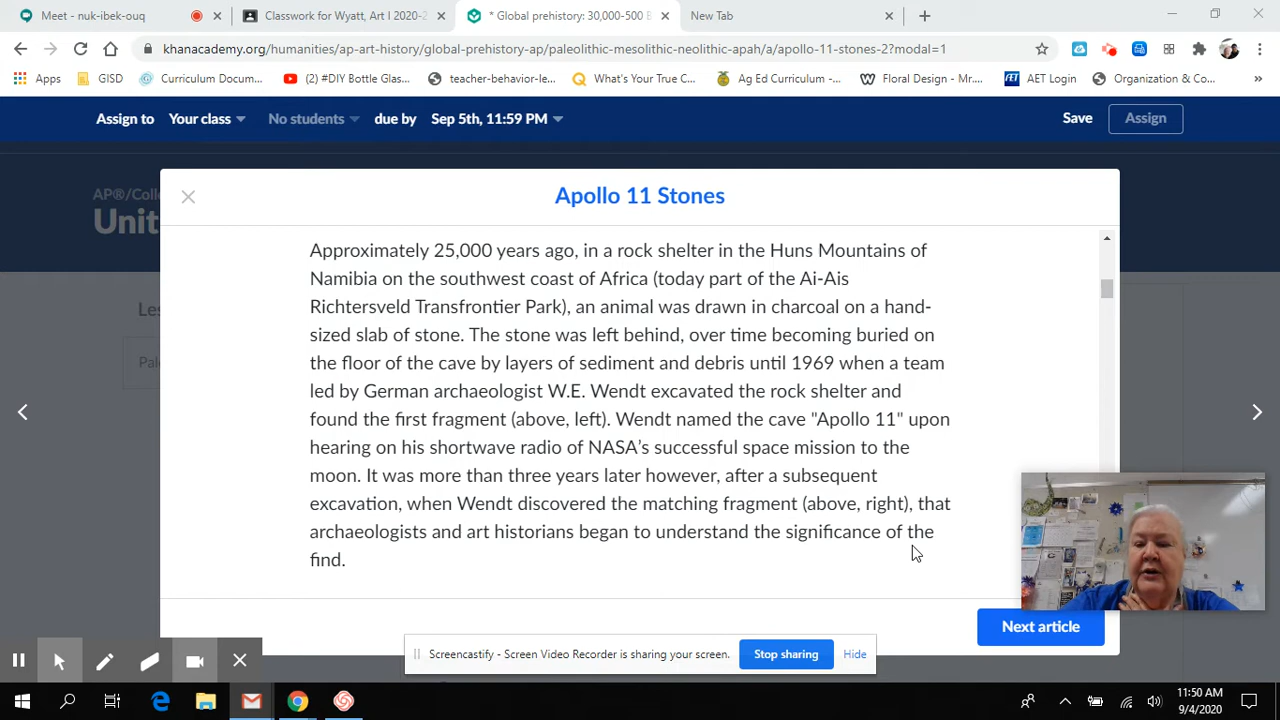 Meet - nuk-ibek-ouq
Classwork for Wyatt, Art I 2020-2
* Global prehistory: 30,000-500 B
New Tab
khanacademy.org/humanities/ap-art-history/global-prehistory-ap/paleolithic-mesolithic-neolithic-apah/a/apollo-11-stones-2?modal=1
Apps
GISD
Curriculum Docum...
(2) #DIY Bottle Glas...
teacher-behavior-le...
What's Your True C...
Ag Ed Curriculum -...
Floral Design - Mr....
AET Login
Organization & Co...
Assign to Your class No students due by Sep 5th, 11:59 PM Save Assign
AP®/Colle
Unit
Les
Pal
Apollo 11 Stones
Approximately 25,000 years ago, in a rock shelter in the Huns Mountains of
Namibia on the southwest coast of Africa (today part of the Ai-Ais
Richtersveld Transfrontier Park), an animal was drawn in charcoal on a hand-
sized slab of stone. The stone was left behind, over time becoming buried on
the floor of the cave by layers of sediment and debris until 1969 when a team
led by German archaeologist W.E. Wendt excavated the rock shelter and
found the first fragment (above, left). Wendt named the cave "Apollo 11" upon
hearing on his shortwave radio of NASA's successful space mission to the
moon. It was more than three years later however, after a subsequent
excavation, when Wendt discovered the matching fragment (above, right), that
archaeologists and art historians began to understand the significance of the
find.
Next article
Screencastify - Screen Video Recorder is sharing your screen.
Stop sharing
Hide
11:50 AM
9/4/2020